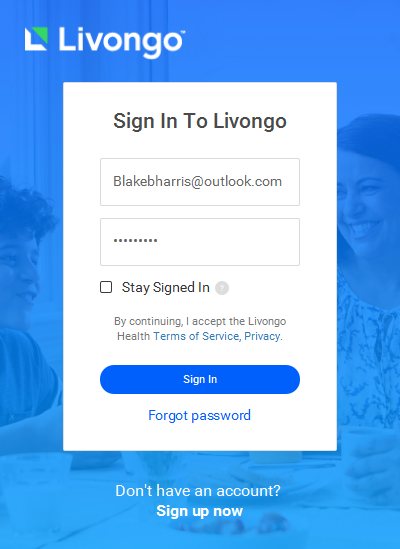 Livongo™
Sign In To Livongo
Blakebharris@outlook.com
•••••••••
Stay Signed In ?
By continuing, I accept the Livongo
Health Terms of Service, Privacy.
Sign In
Forgot password
Don't have an account?
Sign up now